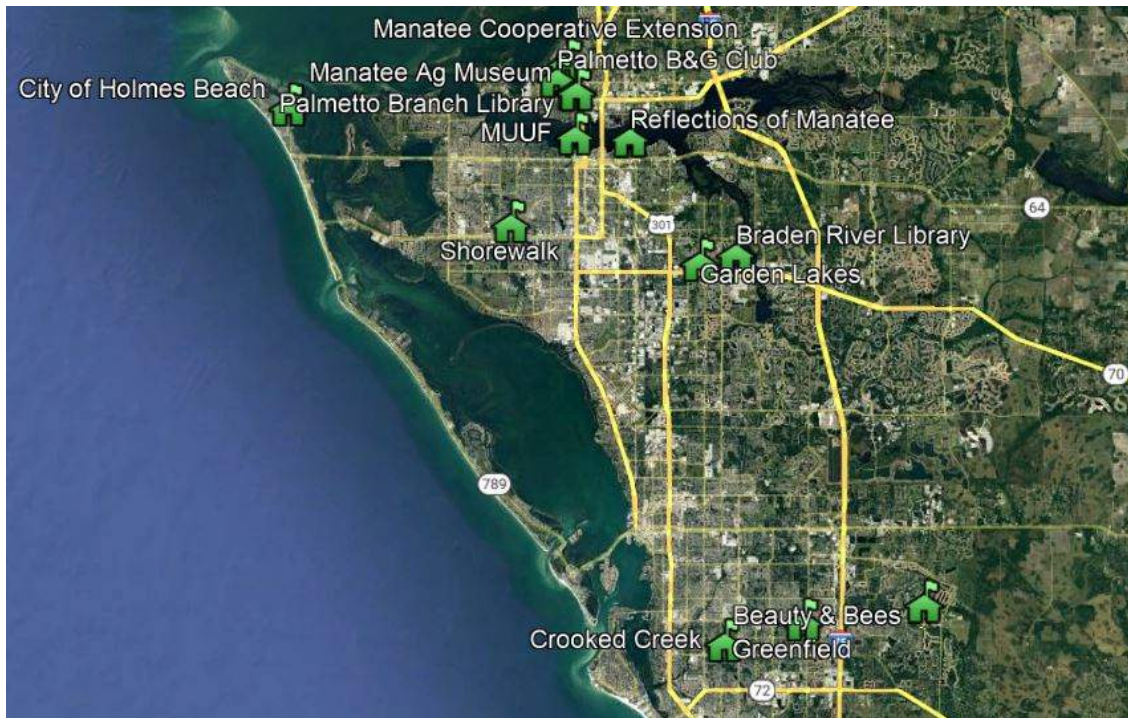 Manatee Cooperative Extension
Palmetto B&G Club
Manatee Ag Museum
City of Holmes Beach
Palmetto Branch Library
MUUF
Reflections of Manatee
64
301
Braden River Library
Shorewalk
Garden Lakes
70
789
Beauty & Bees
Crooked Creek
Greenfield
72